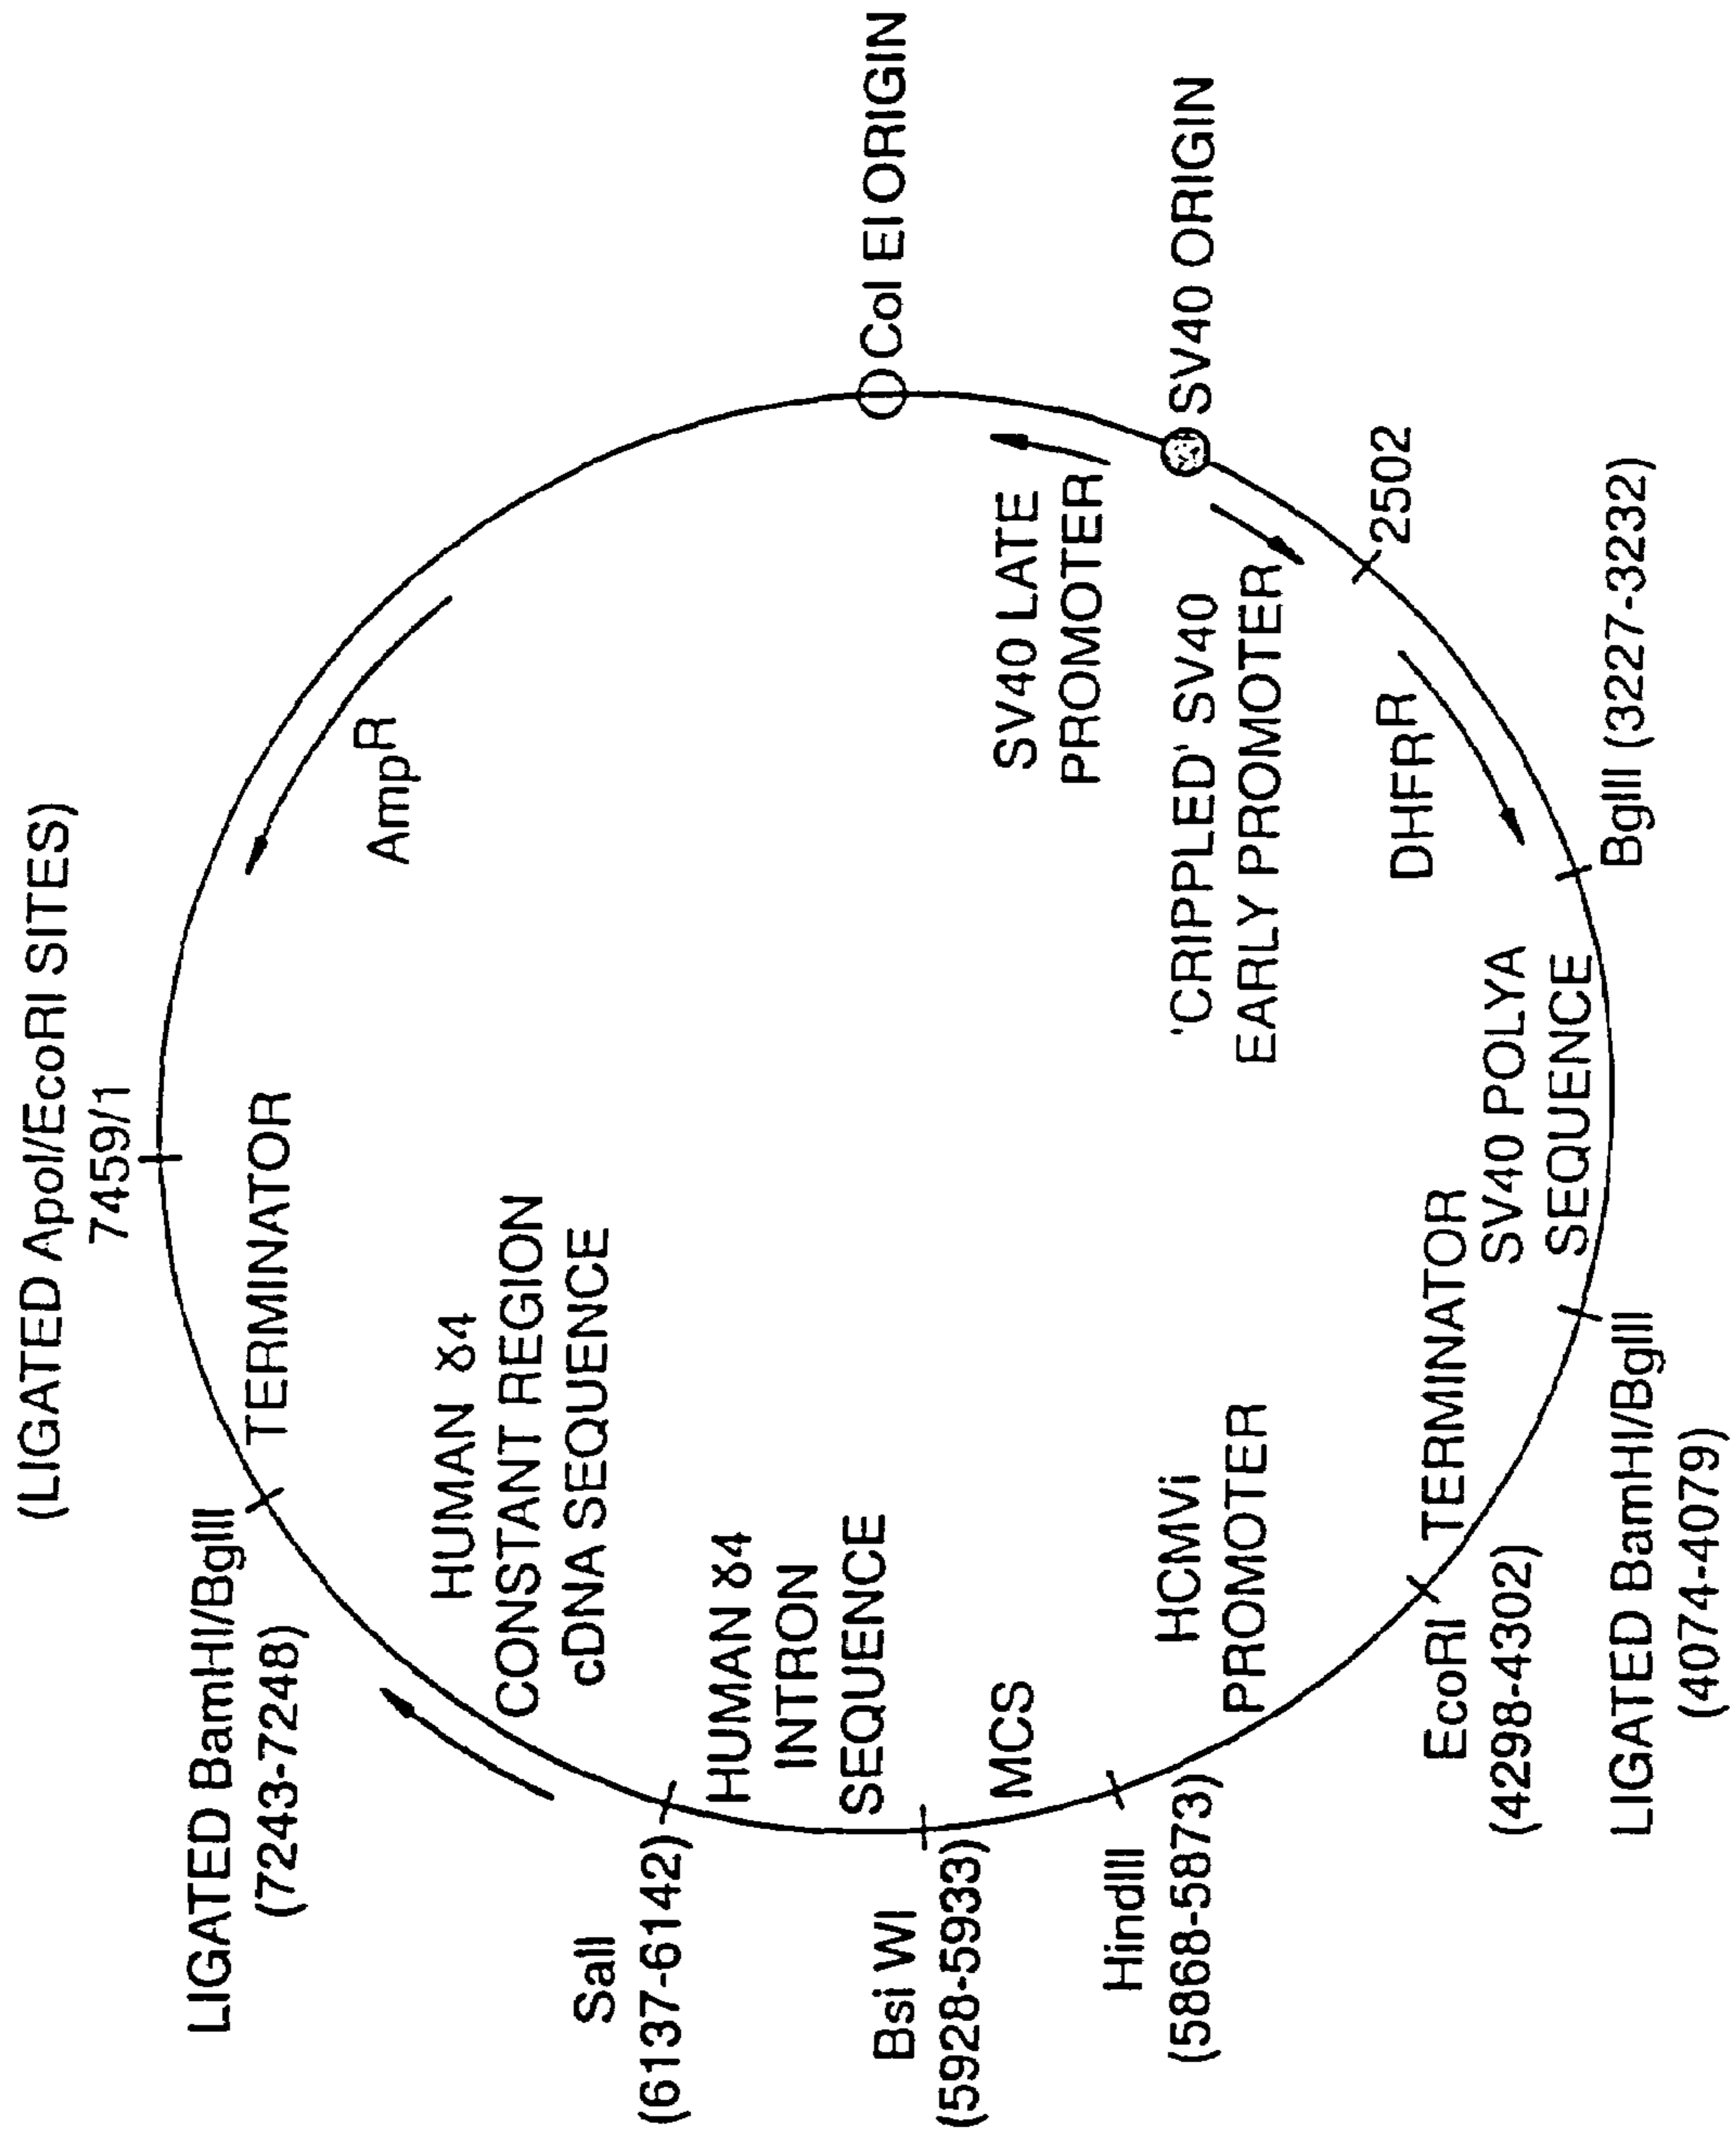 (LIGATED ApoI/EcoRI SITES)
7459/1
TERMINATOR
AmpR
Col EI ORIGIN
SV40 LATE
PROMOTER
SV40 ORIGIN
'CRIPPLED' SV40
EARLY PROMOTER
2502
DHFRR
BglII (3227-3232)
SV40 POLYA
SEQUENCE
LIGATED BamHI/BglII
(4074-4079)
TERMINATOR
EcoRI
(4298-4302)
HCMVi
PROMOTER
HindIII
(5868-5873)
MCS
Bsi WI
(5928-5933)
HUMAN γ4
INTRON
SEQUENCE
SalI
(6137-6142)
HUMAN γ4
CONSTANT REGION
cDNA SEQUENCE
LIGATED BamHI/BglII
(7243-7248)